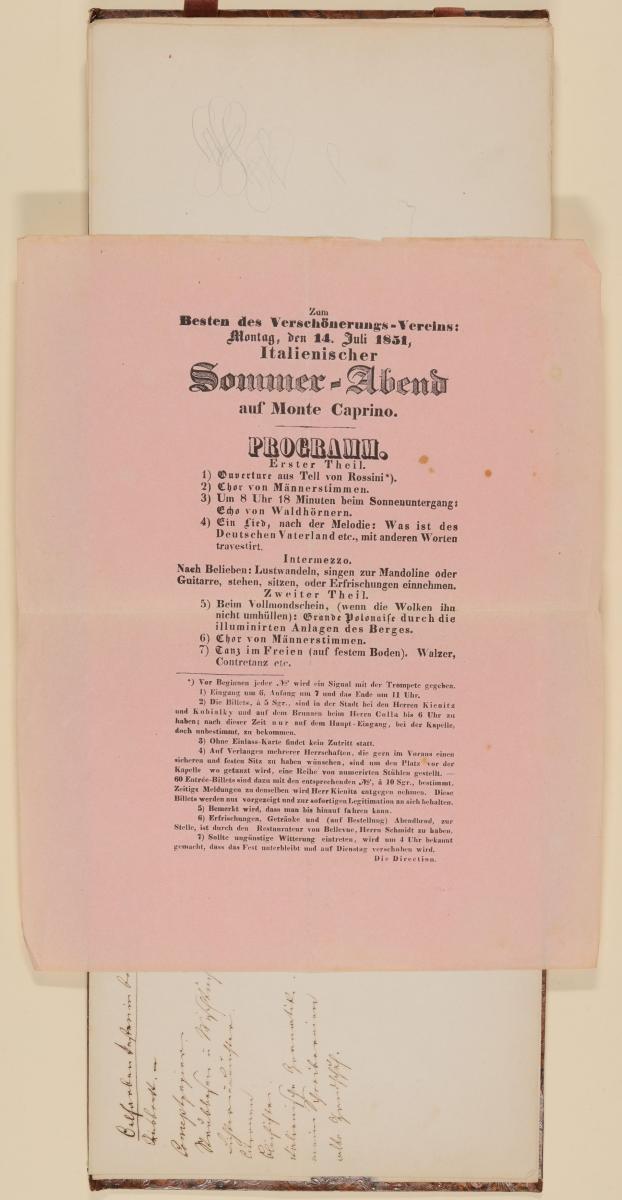 Zum
Besten des Verschönerungs-Vereins:
Montag, den 14. Juli 1851,
Italienischer
Sommer-Abend
auf Monte Caprino.
PROGRAMM.
Erster Theil.
1) Ouverture aus Tell von Rossini*).
2) Chor von Männerstimmen.
3) Um 8 Uhr 18 Minuten beim Sonnenuntergang:
Echo von Waldhörnern.
4) Ein Lied, nach der Melodie: Was ist des
Deutschen Vaterland etc., mit anderen Worten
travestirt.
Intermezzo.
Nach Belieben: Lustwandeln, singen zur Mandoline oder
Guitarre, stehen, sitzen, oder Erfrischungen einnehmen.
Zweiter Theil.
5) Beim Vollmondschein, (wenn die Wolken ihn
nicht umhüllen): Grande Polonaise durch die
illuminirten Anlagen des Berges.
6) Chor von Männerstimmen.
7) Tanz im Freien (auf festem Boden). Walzer,
Contretanz etc.
*) Vor Beginnen jeder № wird ein Signal mit der Trompete gegeben.
1) Eingang um 6, Anfang um 7 und das Ende um 11 Uhr.
2) Die Billets, à 5 Sgr., sind in der Stadt bei den Herren Kienitz
und Kobinlky und auf dem Brunnen beim Herrn Calla bis 6 Uhr zu
haben; nach dieser Zeit nur auf dem Haupt-Eingang, bei der Kapelle,
doch unbestimmt, zu bekommen.
3) Ohne Einlass-Karte findet kein Zutritt statt.
4) Auf Verlangen mehrerer Herrschaften, die gern im Voraus einen
sicheren und festen Sitz zu haben wünschen, sind um den Platz vor der
Kapelle wo getanzt wird, eine Reihe von numerirten Stühlen gestellt. —
60 Entrée-Billets sind dazu mit den entsprechenden №, à 10 Sgr., bestimmt.
Zeitige Meldungen zu denselben wird Herr Kienitz entgegen nehmen. Diese
Billets werden nur vorgezeigt und zur sofortigen Legitimation an sich behalten.
5) Bemerkt wird, dass man bis hinauf fahren kann.
6) Erfrischungen, Getränke und (auf Bestellung) Abendbrod, zur
Stelle, ist durch den Restaurateur von Bellevue, Herrn Schmidt zu haben.
7) Sollte ungünstige Witterung eintreten, wird um 4 Uhr bekannt
gemacht, dass das Fest unterbleibt und auf Dienstag verschoben wird.
Die Direction.